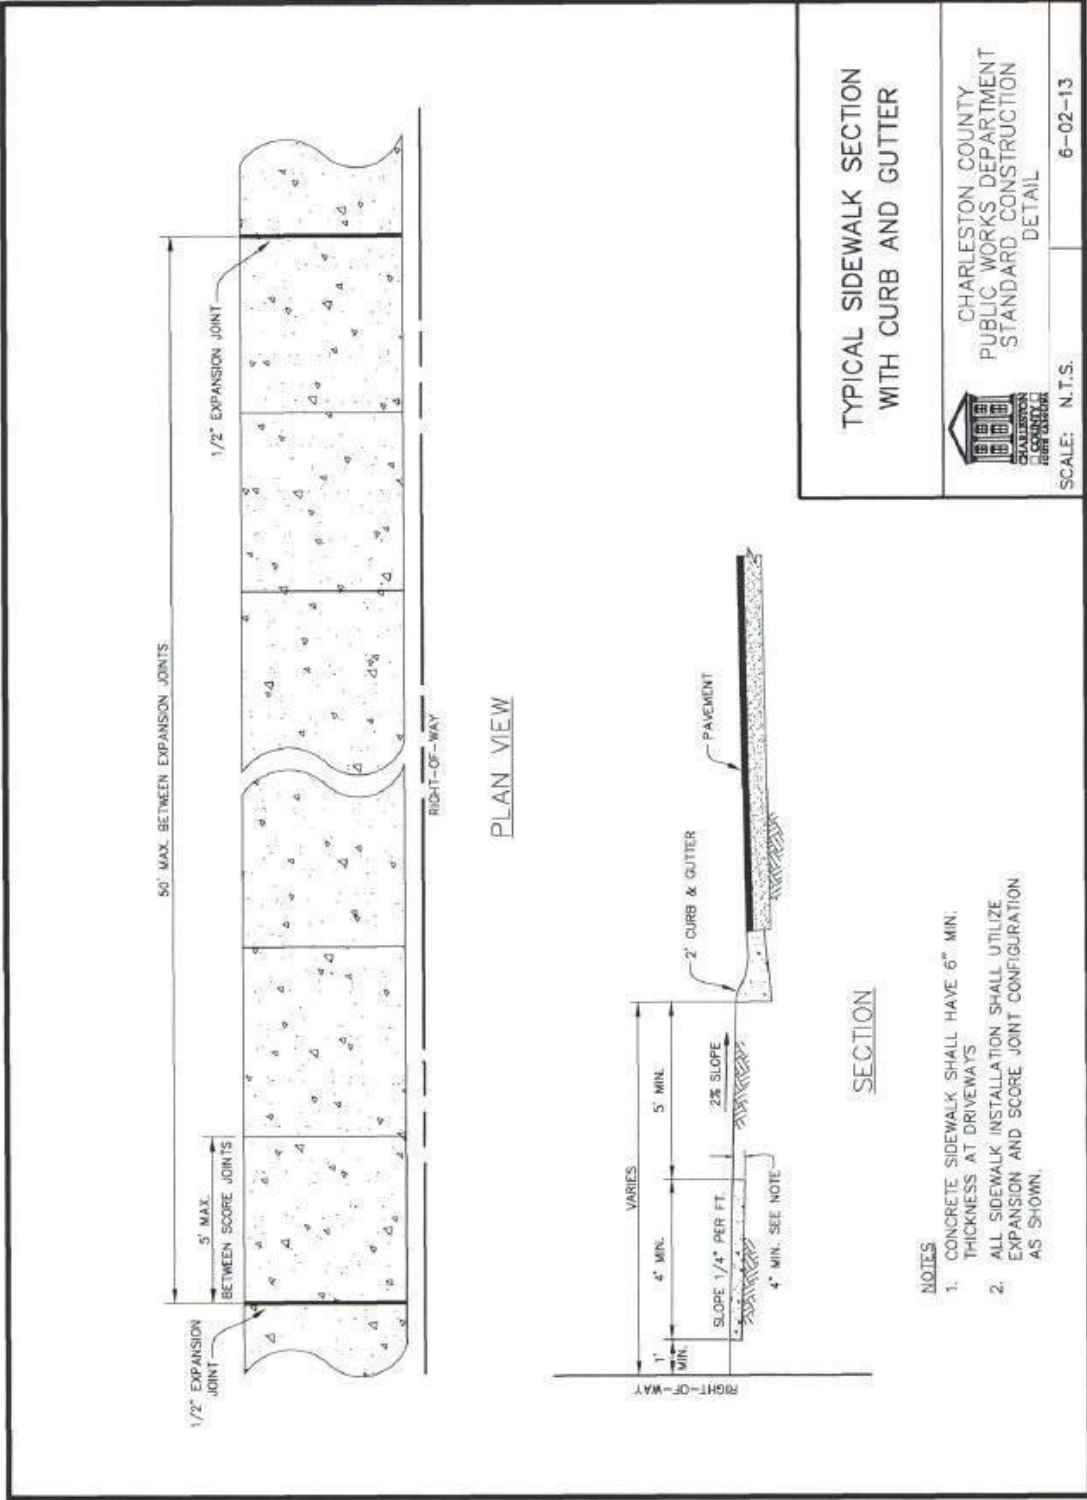 50' MAX. BETWEEN EXPANSION JOINTS
5' MAX.
BETWEEN SCORE JOINTS
1/2" EXPANSION
JOINT
1/2" EXPANSION JOINT
RIGHT-OF-WAY
PLAN VIEW
VARIES
1'
MIN.
4' MIN.
5' MIN.
SLOPE 1/4" PER FT.
2% SLOPE
4" MIN. SEE NOTE
2' CURB & GUTTER
PAVEMENT
RIGHT-OF-WAY
SECTION
NOTES
1. CONCRETE SIDEWALK SHALL HAVE 6" MIN.
THICKNESS AT DRIVEWAYS
2. ALL SIDEWALK INSTALLATION SHALL UTILIZE
EXPANSION AND SCORE JOINT CONFIGURATION
AS SHOWN.
TYPICAL SIDEWALK SECTION
WITH CURB AND GUTTER
CHARLESTON
COUNTY
SOUTH CAROLINA
CHARLESTON COUNTY
PUBLIC WORKS DEPARTMENT
STANDARD CONSTRUCTION
DETAIL
SCALE: N.T.S.
6-02-13